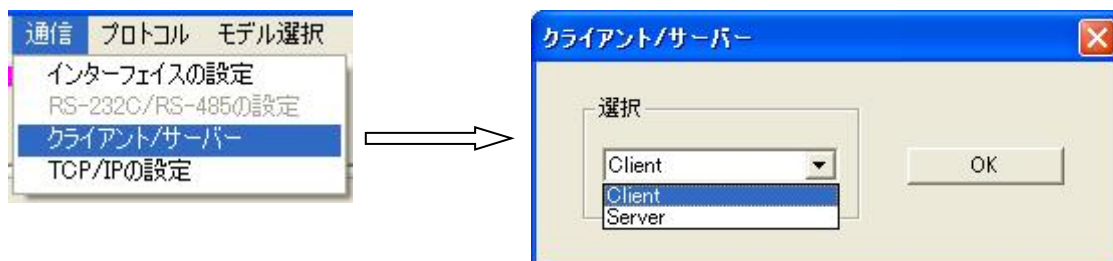 通信 プロトコル モデル選択
インターフェイスの設定
RS-232C/RS-485の設定
クライアント/サーバー
TCP/IPの設定
クライアント/サーバー
選択
Client
OK
Client
Server